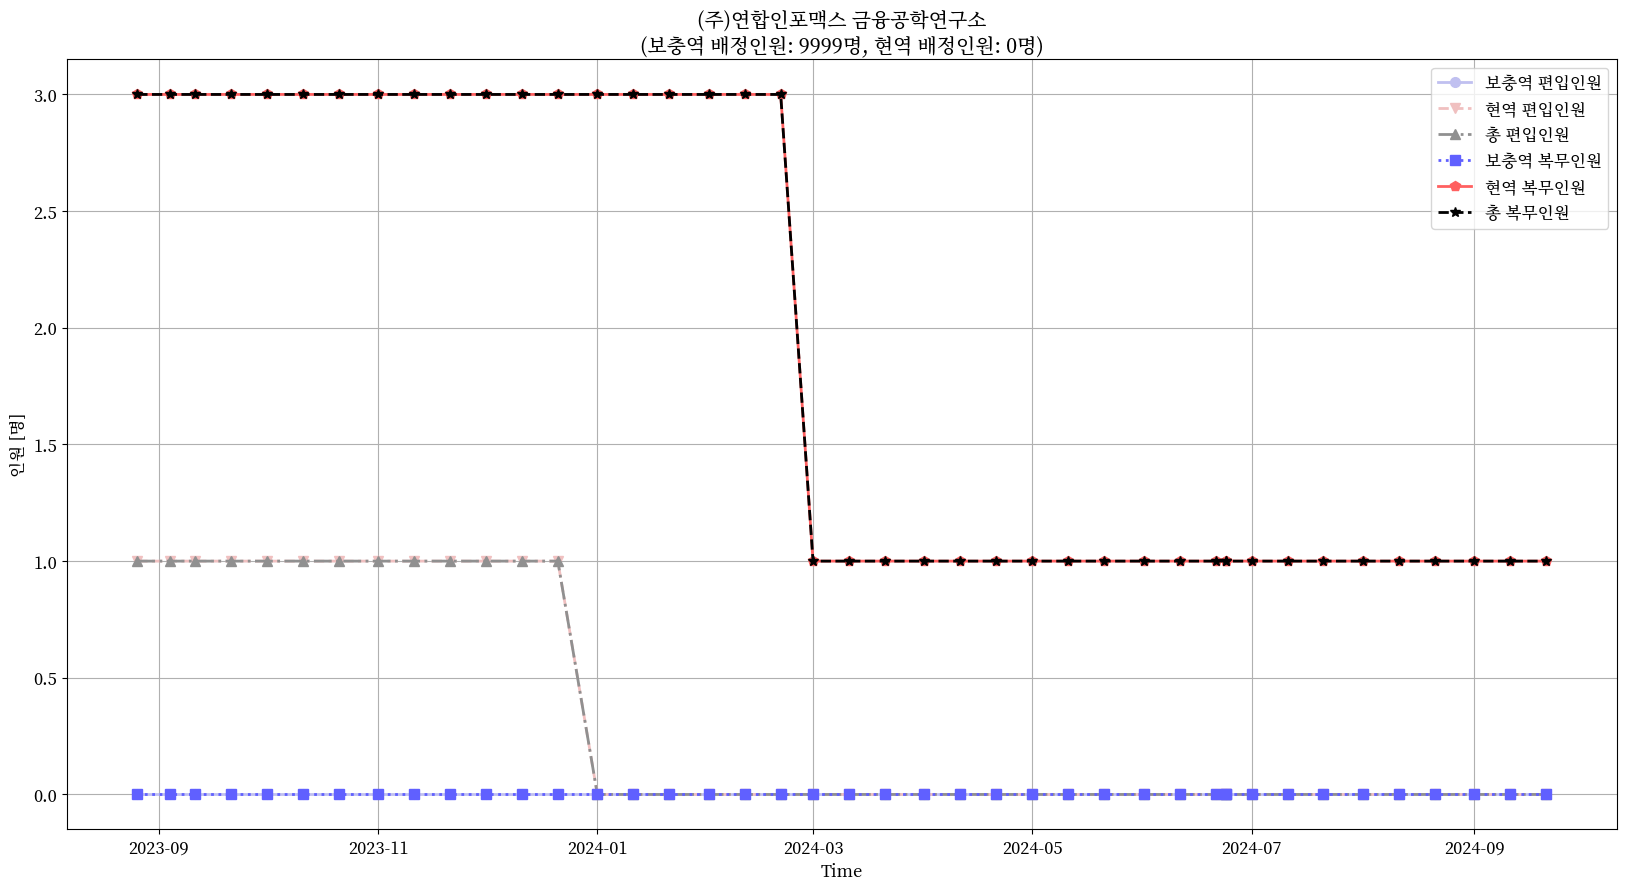 (주)연합인포맥스 금융공학연구소
(보충역 배정인원: 9999명, 현역 배정인원: 0명)
보충역 편입인원
현역 편입인원
총 편입인원
보충역 복무인원
현역 복무인원
총 복무인원
인원 [명]
3.0
2.5
2.0
1.5
1.0
0.5
0.0
2023-09
2023-11
2024-01
2024-03
2024-05
2024-07
2024-09
Time